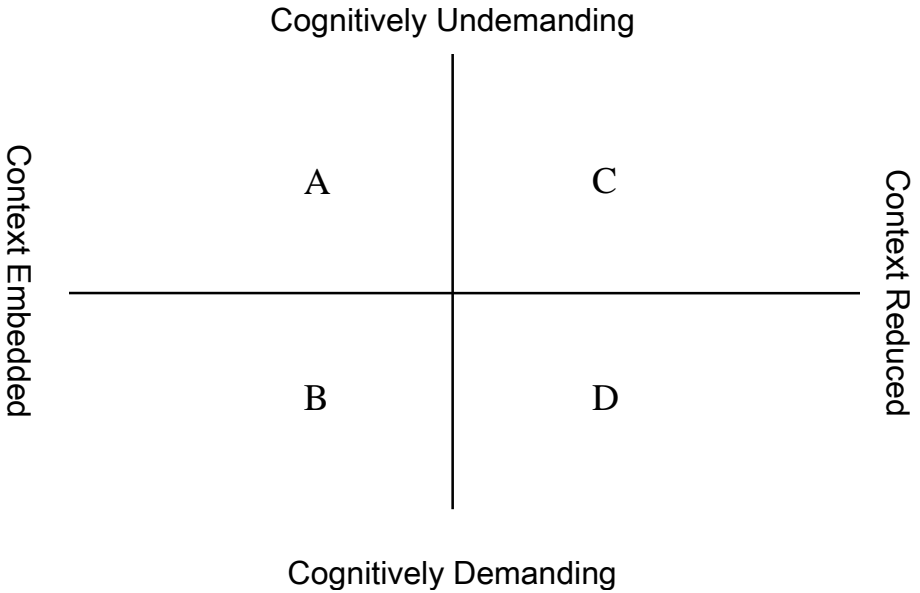 Cognitively Undemanding
Context Embedded
A
C
Context Reduced
B
D
Cognitively Demanding